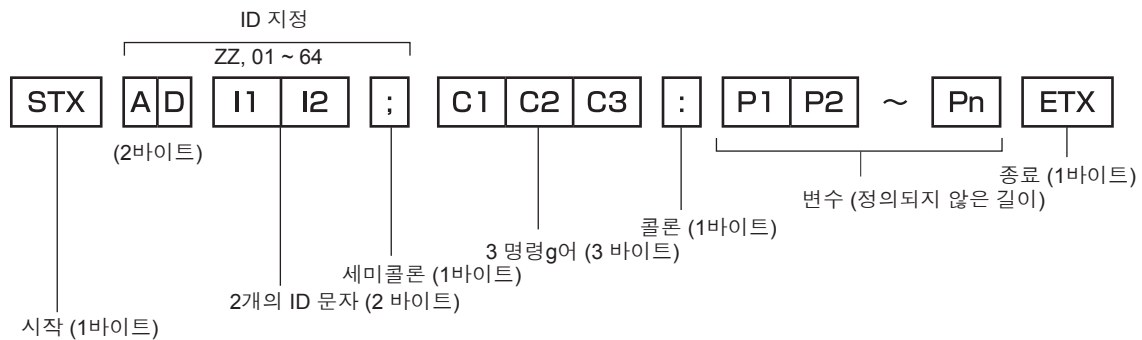 ID 지정
ZZ, 01 ~ 64
STX A D I1 I2 ; C1 C2 C3 : P1 P2 ～ Pn ETX
(2바이트)
종료 (1바이트)
변수 (정의되지 않은 길이)
콜론 (1바이트)
3 명령g어 (3 바이트)
세미콜론 (1바이트)
2개의 ID 문자 (2 바이트)
시작 (1바이트)